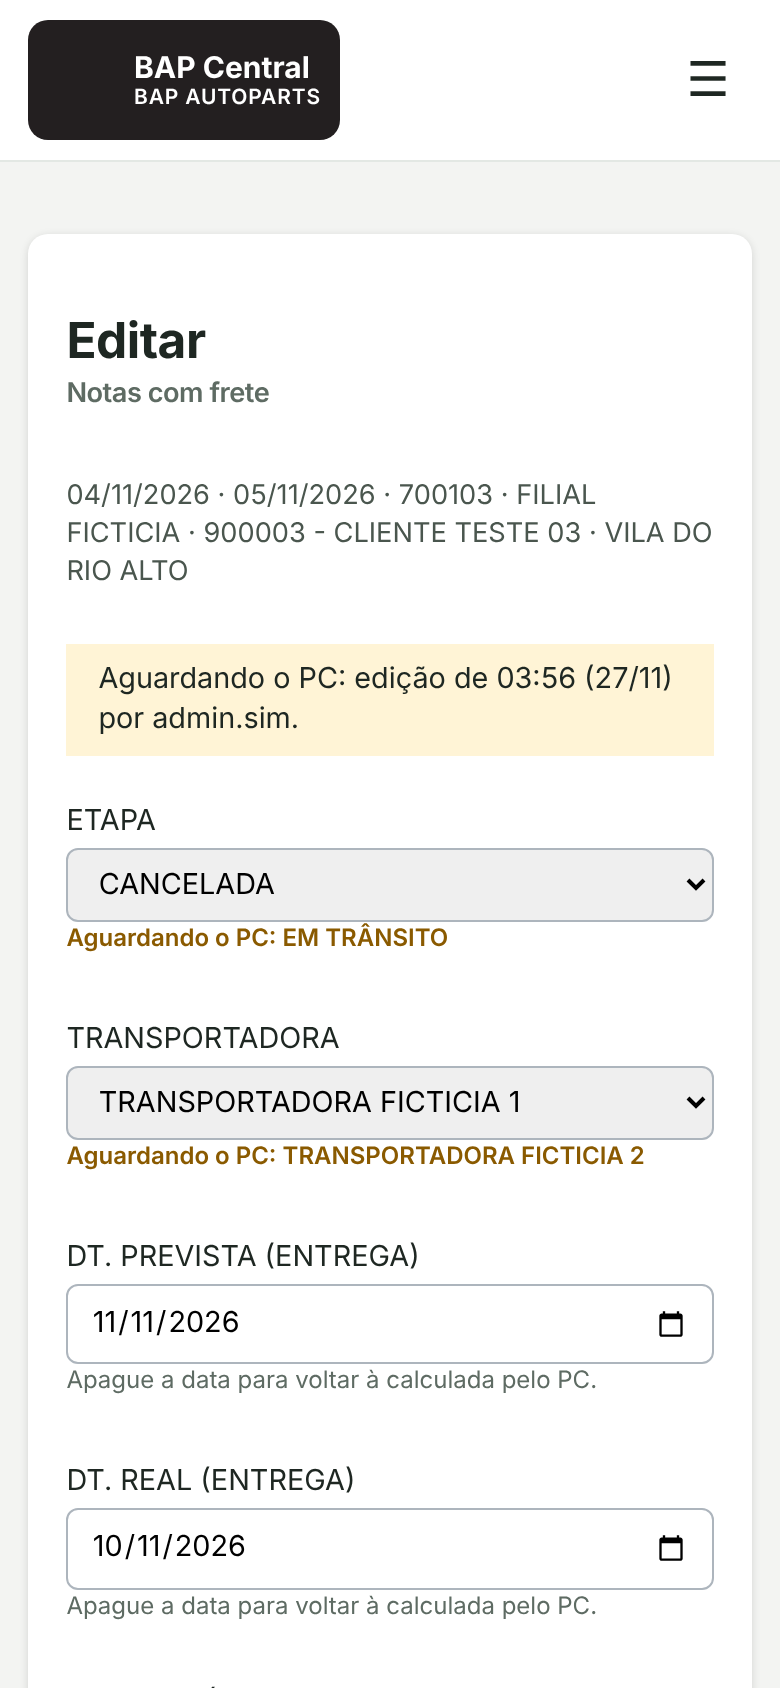 BAP Central
BAP AUTOPARTS
Editar
Notas com frete
04/11/2026 · 05/11/2026 · 700103 · FILIAL
FICTICIA · 900003 - CLIENTE TESTE 03 · VILA DO
RIO ALTO
Aguardando o PC: edição de 03:56 (27/11)
por admin.sim.
ETAPA
CANCELADA
Aguardando o PC: EM TRÂNSITO
TRANSPORTADORA
TRANSPORTADORA FICTICIA 1
Aguardando o PC: TRANSPORTADORA FICTICIA 2
DT. PREVISTA (ENTREGA)
11/11/2026
Apague a data para voltar à calculada pelo PC.
DT. REAL (ENTREGA)
10/11/2026
Apague a data para voltar à calculada pelo PC.